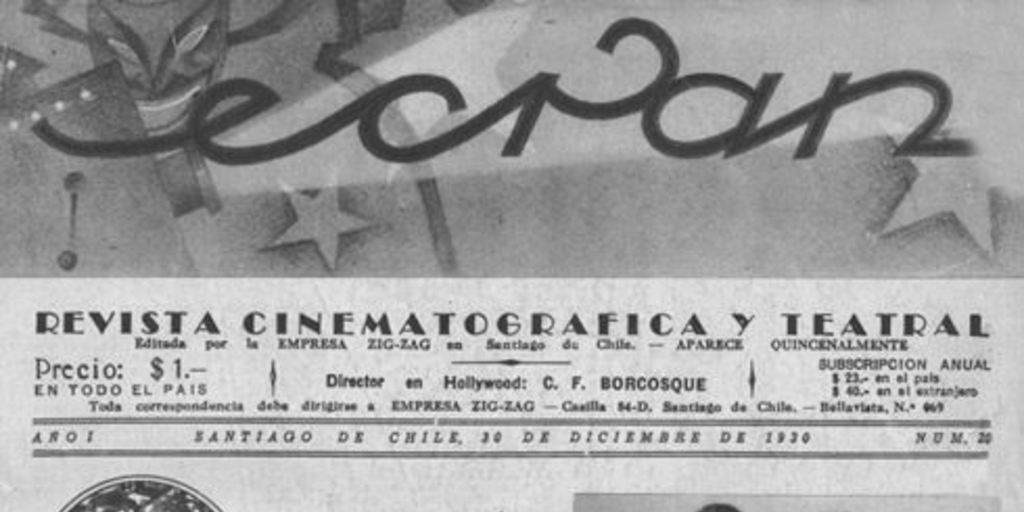 ecran
REVISTA CINEMATOGRAFICA Y TEATRAL
Editada por la EMPRESA ZIG-ZAG en Santiago de Chile. — APARECE QUINCENALMENTE
Precio: $ 1.—
EN TODO EL PAIS
Director en Hollywood: C. F. BORCOSQUE
SUBSCRIPCION ANUAL
$ 23.- en el país
$ 40.- en el extranjero
Toda correspondencia debe dirigirse a EMPRESA ZIG-ZAG — Casilla 84-D, Santiago de Chile. — Bellavista, N.° 069
AÑO I SANTIAGO DE CHILE, 30 DE DICIEMBRE DE 1930 NUM. 20